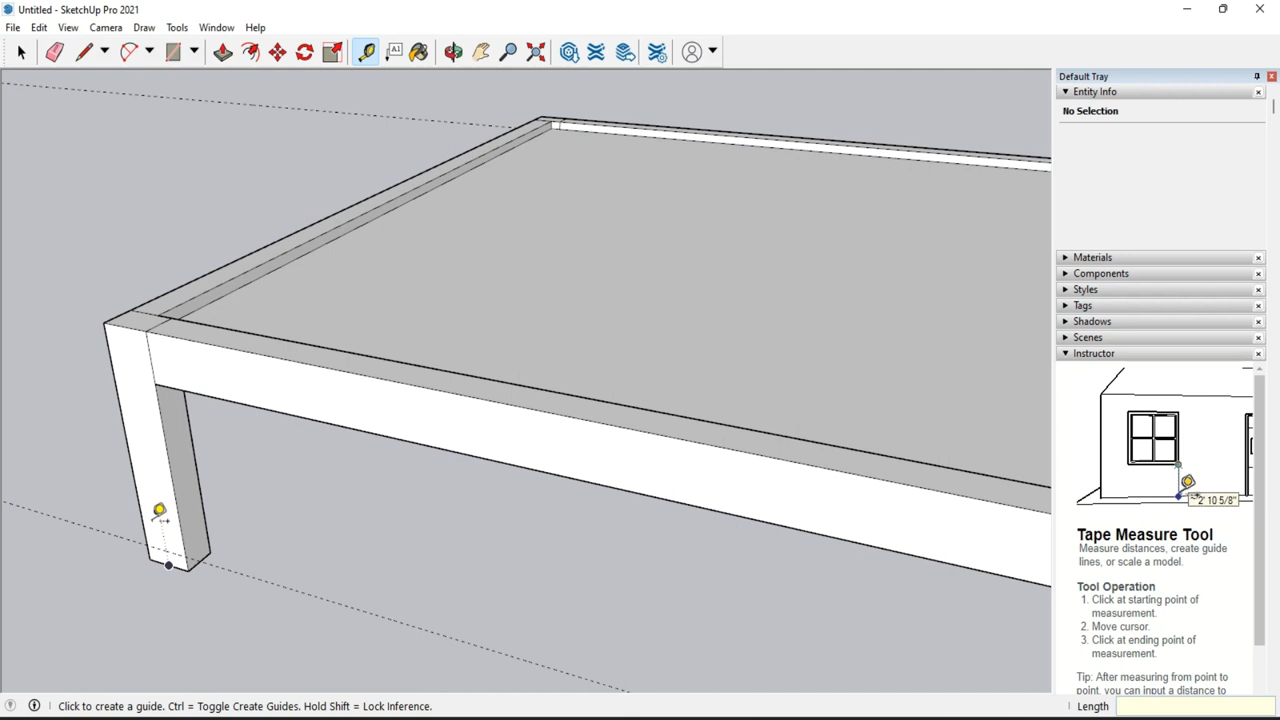 Untitled - SketchUp Pro 2021
File Edit View Camera Draw Tools Window Help
A1
Default Tray
Entity Info
No Selection
Materials
Components
Styles
Tags
Shadows
Scenes
Instructor
2' 10 5/8"
Tape Measure Tool
Measure distances, create guide
lines, or scale a model.
Tool Operation
1. Click at starting point of
measurement.
2. Move cursor.
3. Click at ending point of
measurement.
Tip: After measuring from point to
point, you can input a distance to
Click to create a guide. Ctrl = Toggle Create Guides. Hold Shift = Lock Inference.
Length